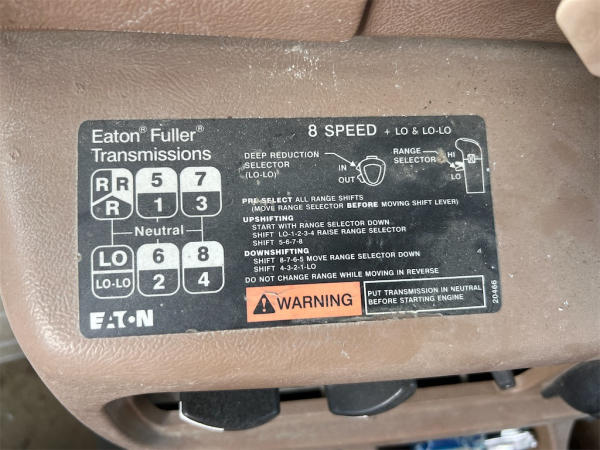 Eaton® Fuller®
Transmissions
8 SPEED + LO & LO-LO
R R R
5 7
1 3
Neutral
LO
LO-LO
6 8
2 4
EATON
DEEP REDUCTION
SELECTOR
(LO-LO)
IN
OUT
RANGE
SELECTOR
HI
LO
PRE-SELECT ALL RANGE SHIFTS
(MOVE RANGE SELECTOR BEFORE MOVING SHIFT LEVER)
UPSHIFTING
START WITH RANGE SELECTOR DOWN
SHIFT LO-1-2-3-4 RAISE RANGE SELECTOR
SHIFT 5-6-7-8
DOWNSHIFTING
SHIFT 8-7-6-5 MOVE RANGE SELECTOR DOWN
SHIFT 4-3-2-1-LO
DO NOT CHANGE RANGE WHILE MOVING IN REVERSE
WARNING
PUT TRANSMISSION IN NEUTRAL
BEFORE STARTING ENGINE
20466